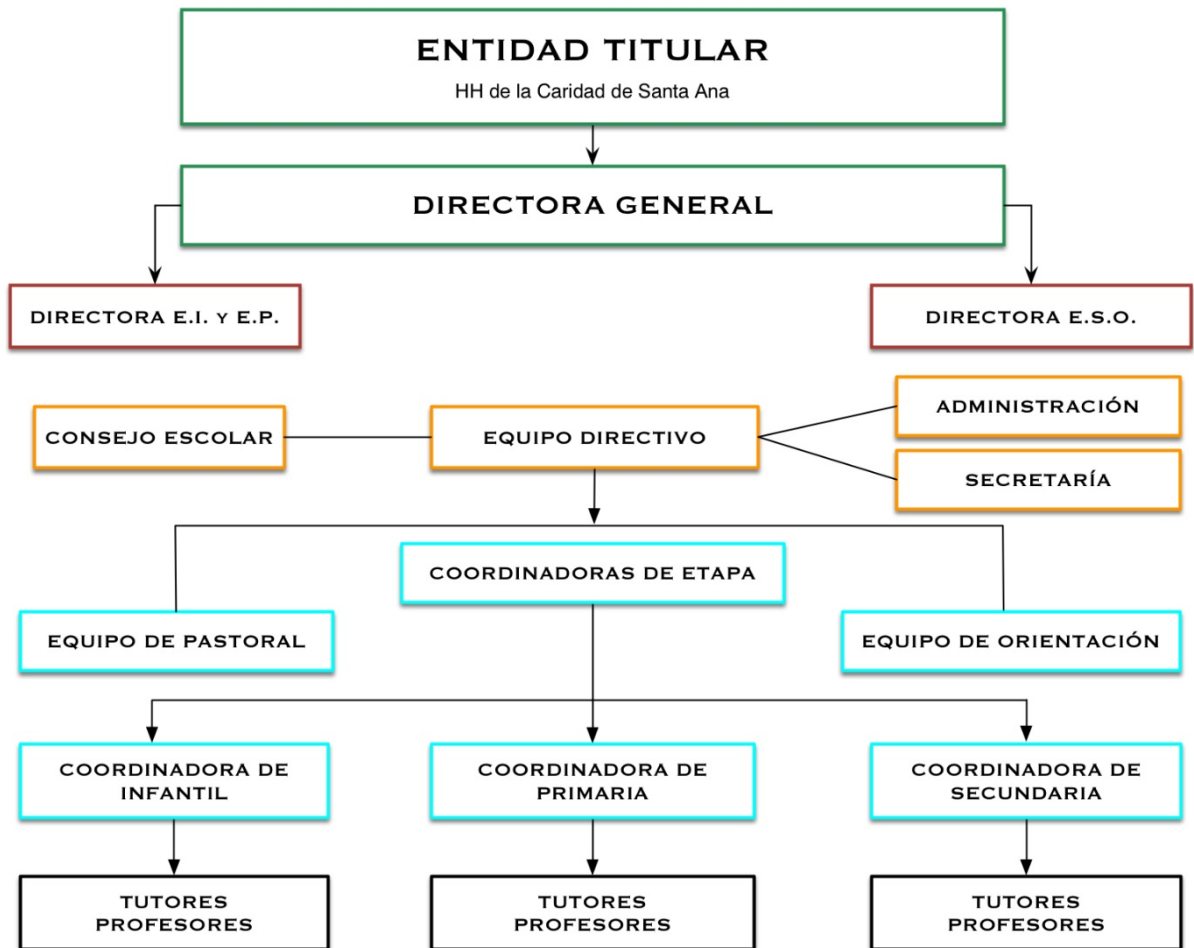 ENTIDAD TITULAR
HH de la Caridad de Santa Ana
DIRECTORA GENERAL
DIRECTORA E.I. Y E.P.
DIRECTORA E.S.O.
CONSEJO ESCOLAR
EQUIPO DIRECTIVO
ADMINISTRACIÓN
SECRETARÍA
COORDINADORAS DE ETAPA
EQUIPO DE PASTORAL
EQUIPO DE ORIENTACIÓN
COORDINADORA DE
INFANTIL
COORDINADORA DE
PRIMARIA
COORDINADORA DE
SECUNDARIA
TUTORES
PROFESORES
TUTORES
PROFESORES
TUTORES
PROFESORES